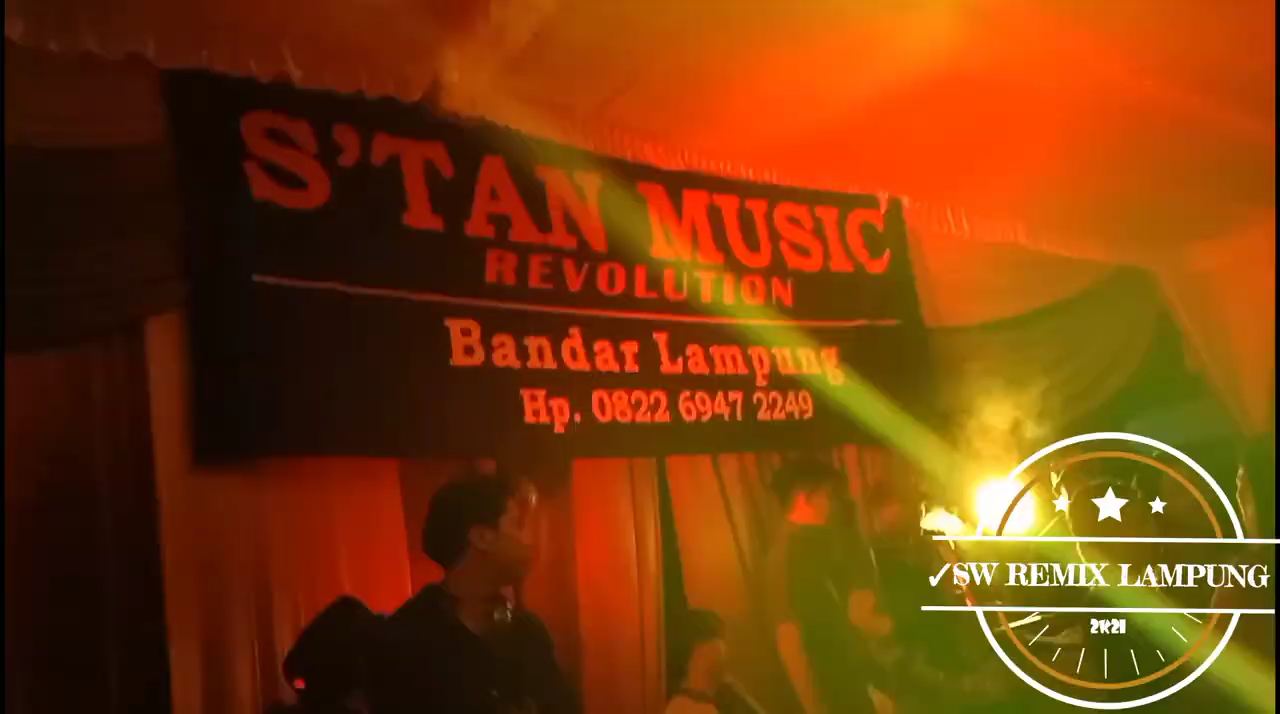 S'TAN MUSIC
REVOLUTION
Bandar Lampung
Hp. 0822 6947 2249
✓SW REMIX LAMPUNG
2K21